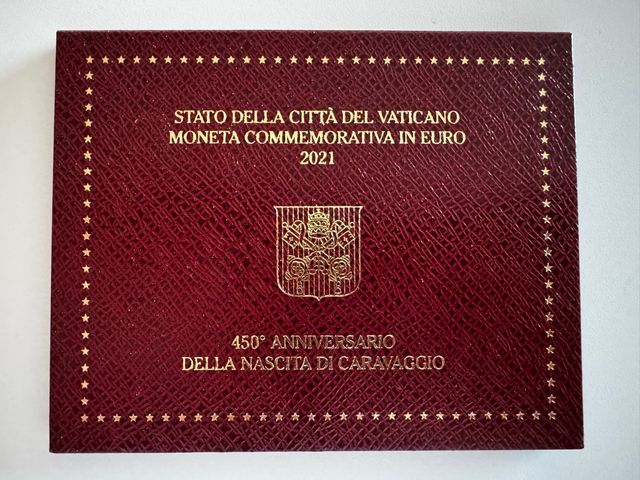 STATO DELLA CITTÀ DEL VATICANO
MONETA COMMEMORATIVA IN EURO
2021
450° ANNIVERSARIO
DELLA NASCITA DI CARAVAGGIO